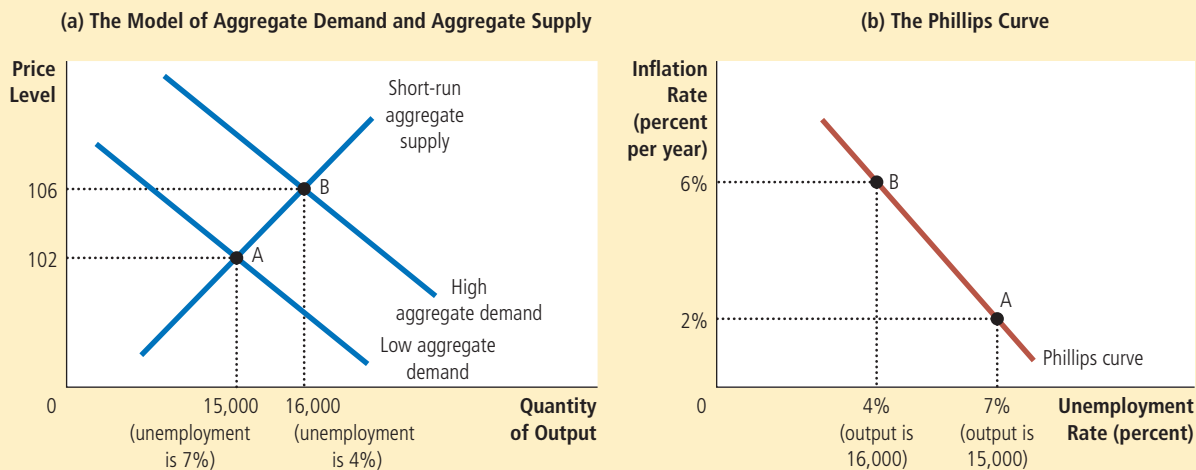 (a) The Model of Aggregate Demand and Aggregate Supply
Price
Level
Short-run
aggregate
supply
106
B
102
A
High
aggregate demand
Low aggregate
demand
0
15,000
(unemployment
is 7%)
16,000
(unemployment
is 4%)
Quantity
of Output
(b) The Phillips Curve
Inflation
Rate
(percent
per year)
6%
B
A
2%
Phillips curve
0
4%
(output is
16,000)
7%
(output is
15,000)
Unemployment
Rate (percent)